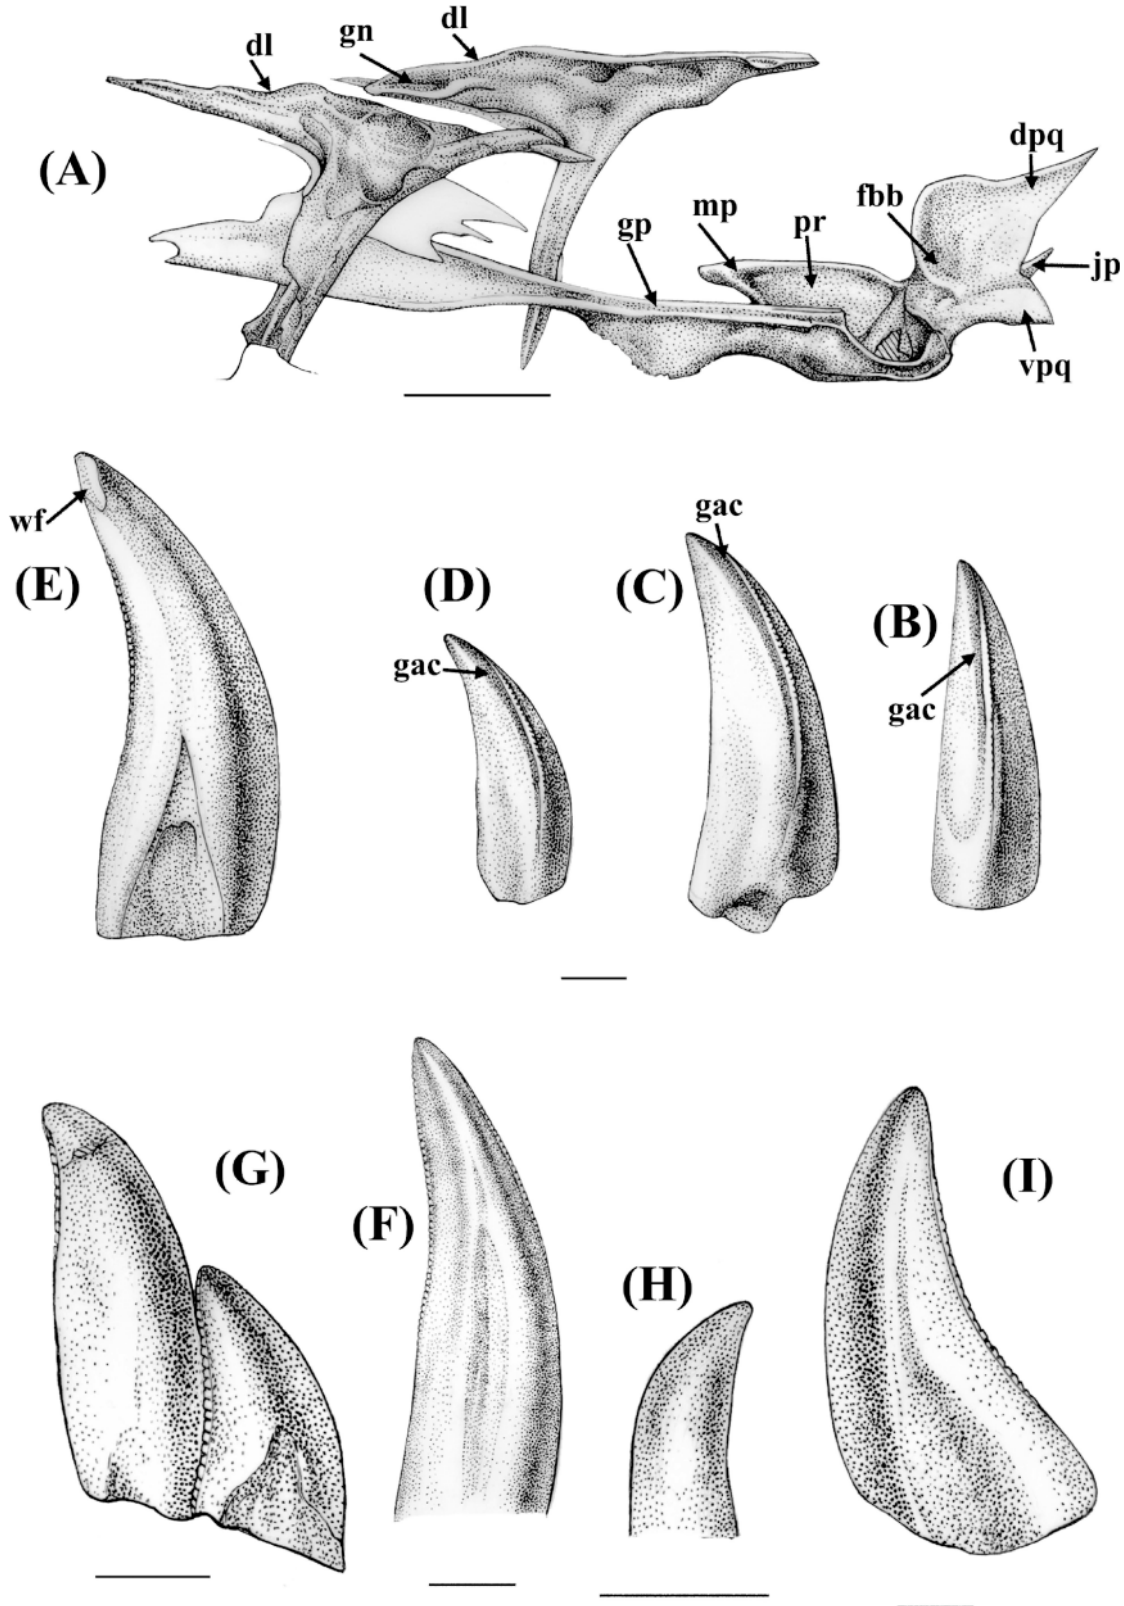 dl
gn
dl
(A)
dpq
fbb
mp
pr
gp
jp
vpq
wf
(E)
(D)
gac
gac
(C)
(B)
gac
(G)
(F)
(H)
(I)